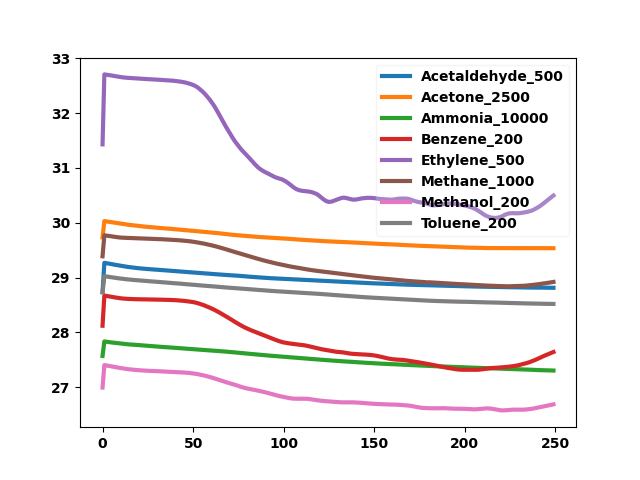 33
32
31
30
29
28
27
0 50 100 150 200 250
Acetaldehyde_500
Acetone_2500
Ammonia_10000
Benzene_200
Ethylene_500
Methane_1000
Methanol_200
Toluene_200